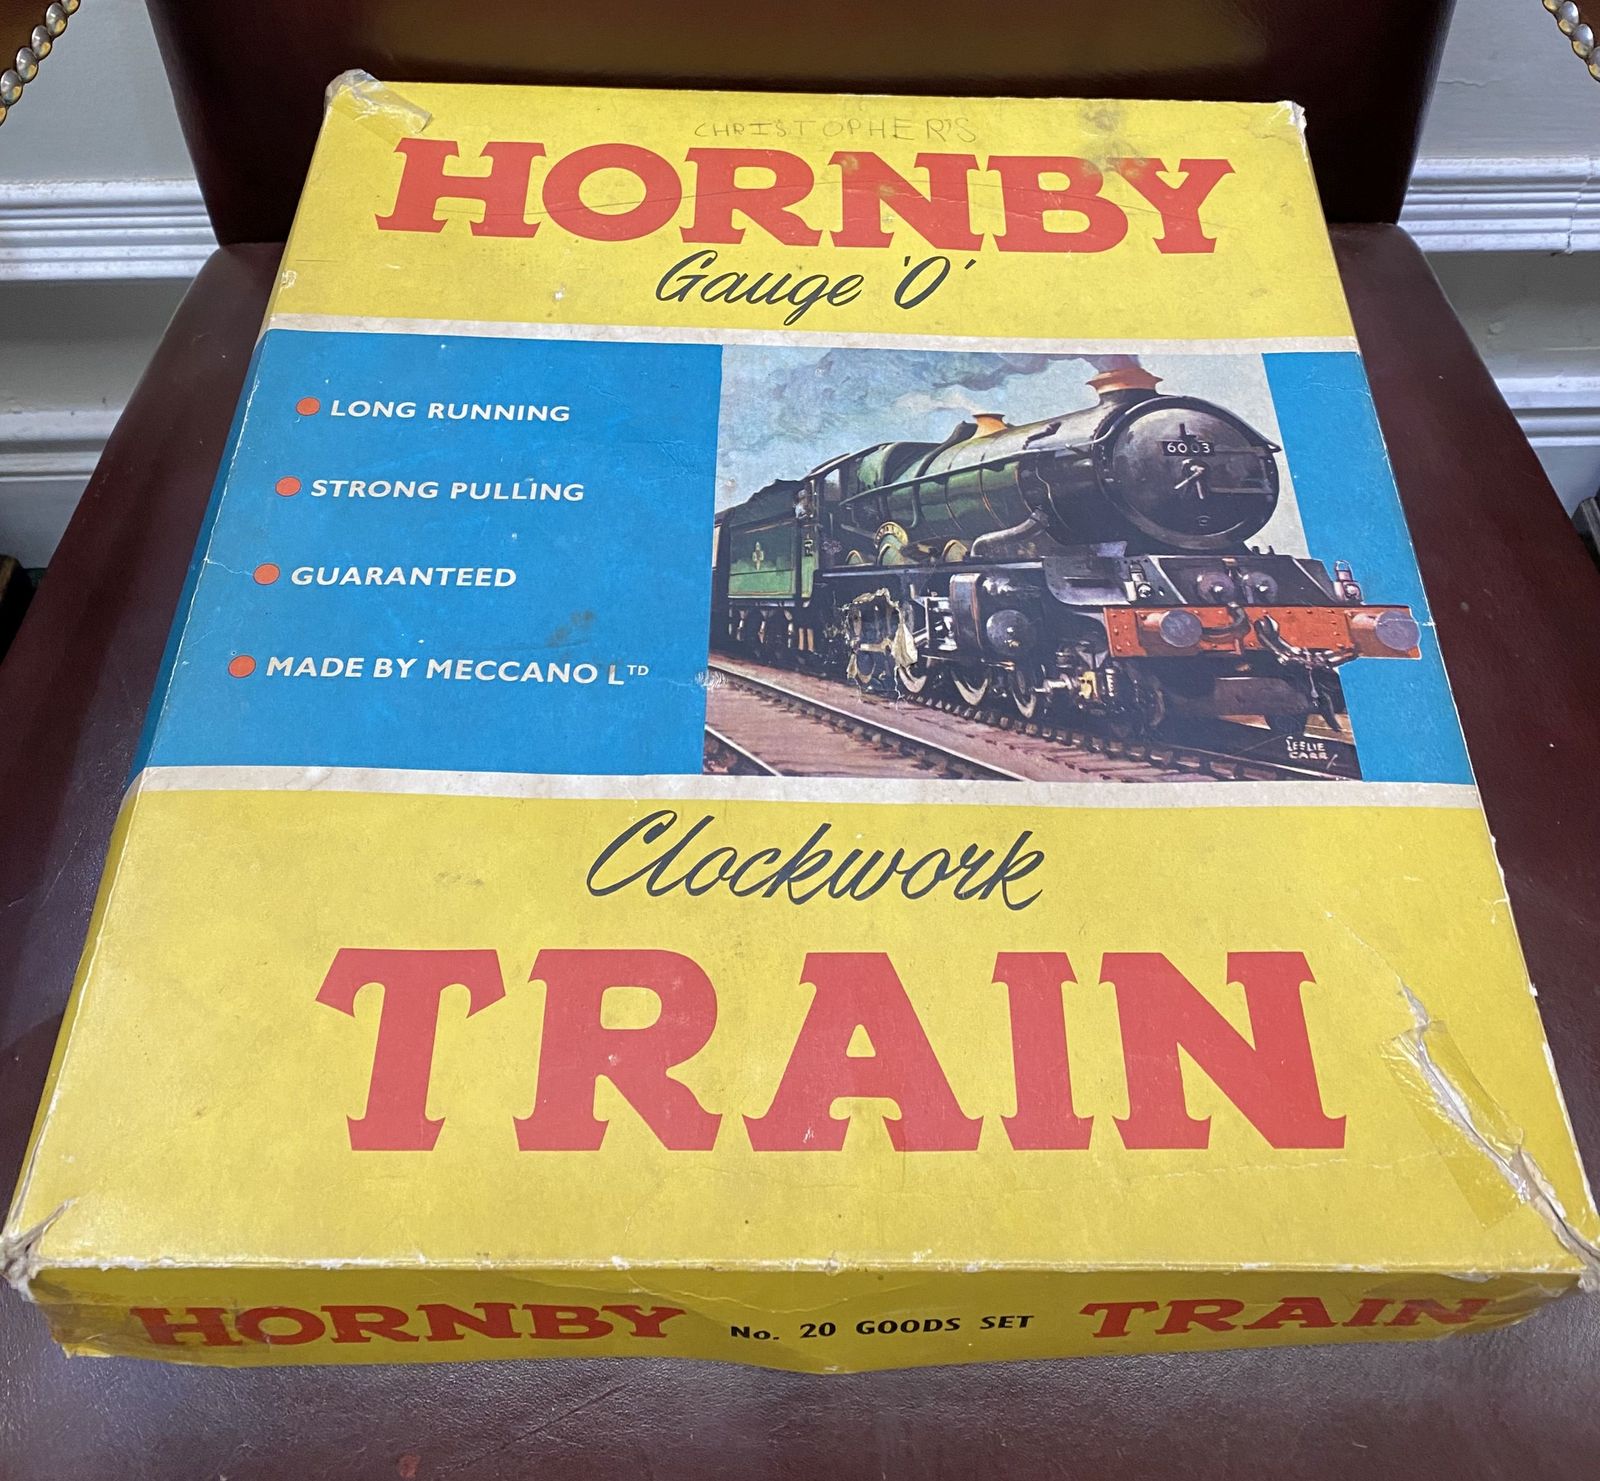 CHRISTOPHER'S
HORNBY
Gauge 'O'
LONG RUNNING
STRONG PULLING
GUARANTEED
MADE BY MECCANO LTD
6003
LESLIE
CARR
Clockwork
TRAIN
HORNBY No. 20 GOODS SET TRAIN